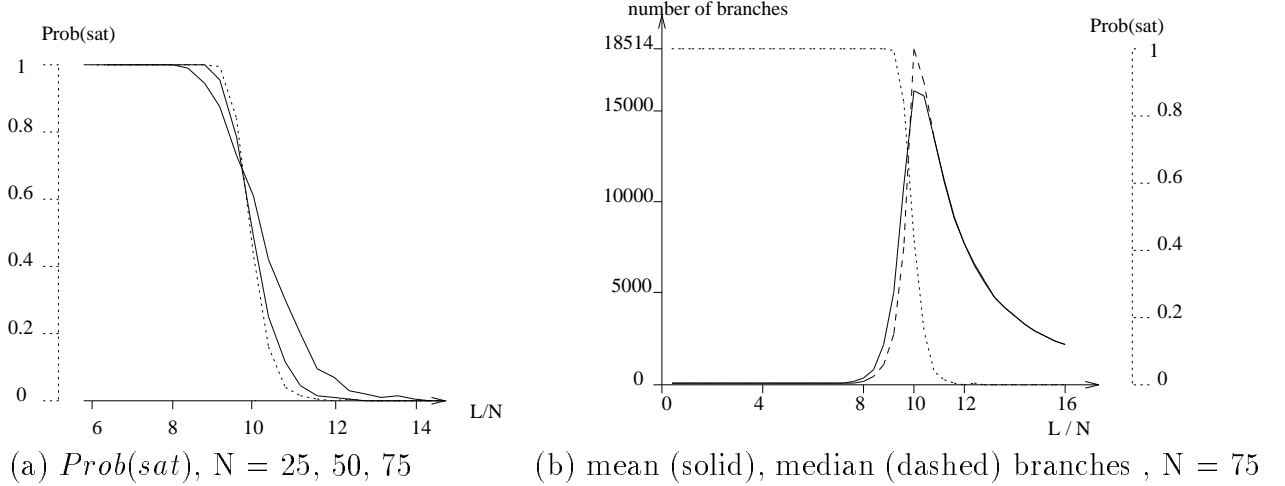 Prob(sat)
1
0.8
0.6
0.4
0.2
0
6 8 10 12 14
L/N
(a) Prob(sat), N = 25, 50, 75
number of branches
18514
15000
10000
5000
0
0 4 8 10 12 16
L / N
Prob(sat)
1
0.8
0.6
0.4
0.2
0
(b) mean (solid), median (dashed) branches , N = 75